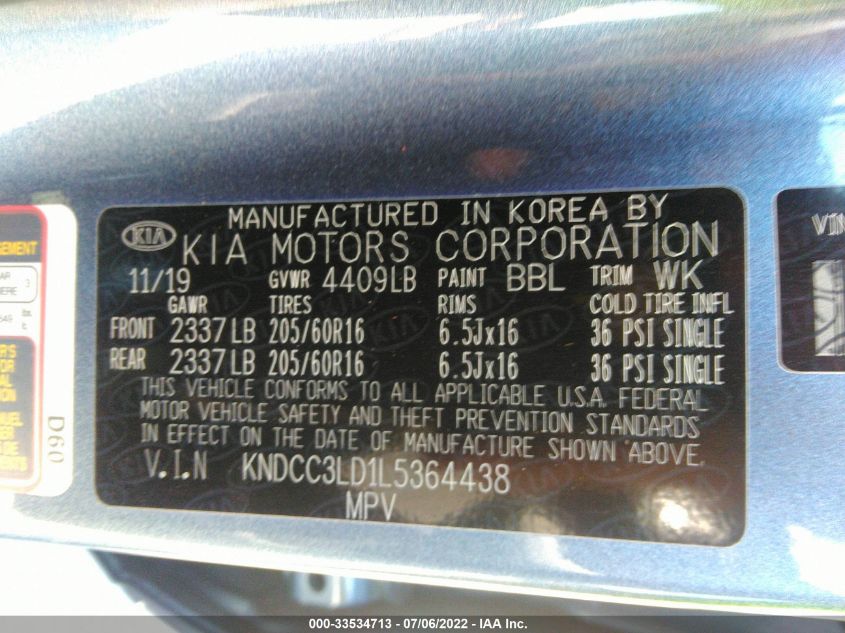 MANUFACTURED IN KOREA BY
KIA KIA MOTORS CORPORATION
11/19 GVWR 4409LB PAINT BBL TRIM WK
GAWR TIRES RIMS COLD TIRE INFL
FRONT 2337LB 205/60R16 6.5Jx16 36 PSI SINGLE
REAR 2337LB 205/60R16 6.5Jx16 36 PSI SINGLE
THIS VEHICLE CONFORMS TO ALL APPLICABLE U.S.A. FEDERAL
MOTOR VEHICLE SAFETY AND THEFT PREVENTION STANDARDS
IN EFFECT ON THE DATE OF MANUFACTURE SHOWN ABOVE.
V.I.N KNDCC3LD1L5364438
MPV
D60
VIN
000-33534713 - 07/06/2022 - IAA Inc.